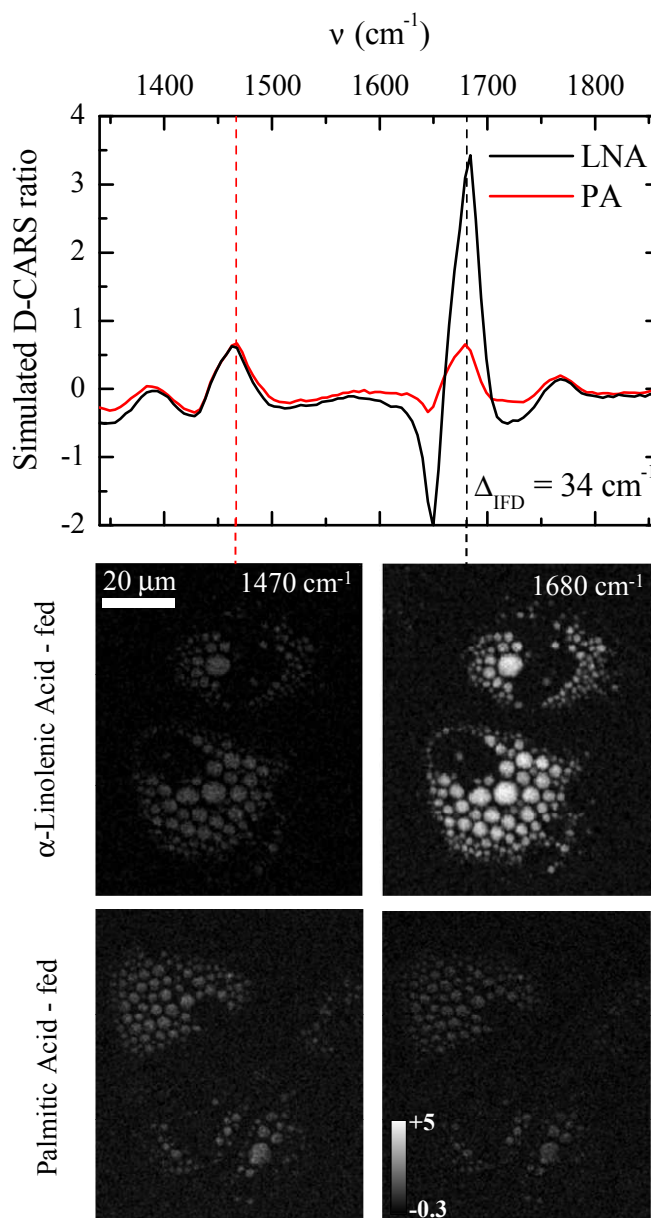 ν (cm⁻¹)
1400 1500 1600 1700 1800
4
3
2
1
0
-1
-2
Simulated D-CARS ratio
LNA
PA
Δ_IFD = 34 cm⁻¹
20 μm
1470 cm⁻¹
1680 cm⁻¹
α-Linolenic Acid - fed
Palmitic Acid - fed
+5
-0.3